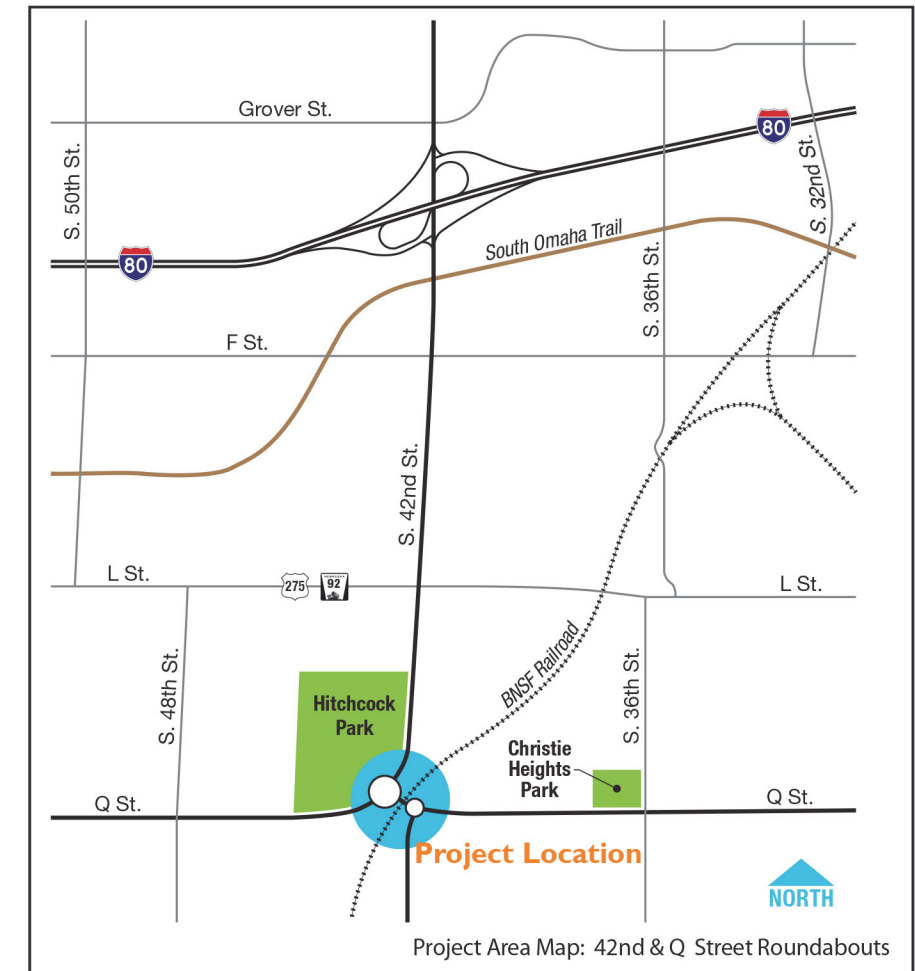 Grover St.
80
S. 50th St.
S. 32nd St.
South Omaha Trail
80
S. 36th St.
F St.
S. 42nd St.
L St.
275
92
L St.
BNSF Railroad
S. 48th St.
S. 36th St.
Hitchcock
Park
Christie
Heights
Park
Q St.
Q St.
Project Location
NORTH
Project Area Map: 42nd & Q Street Roundabouts